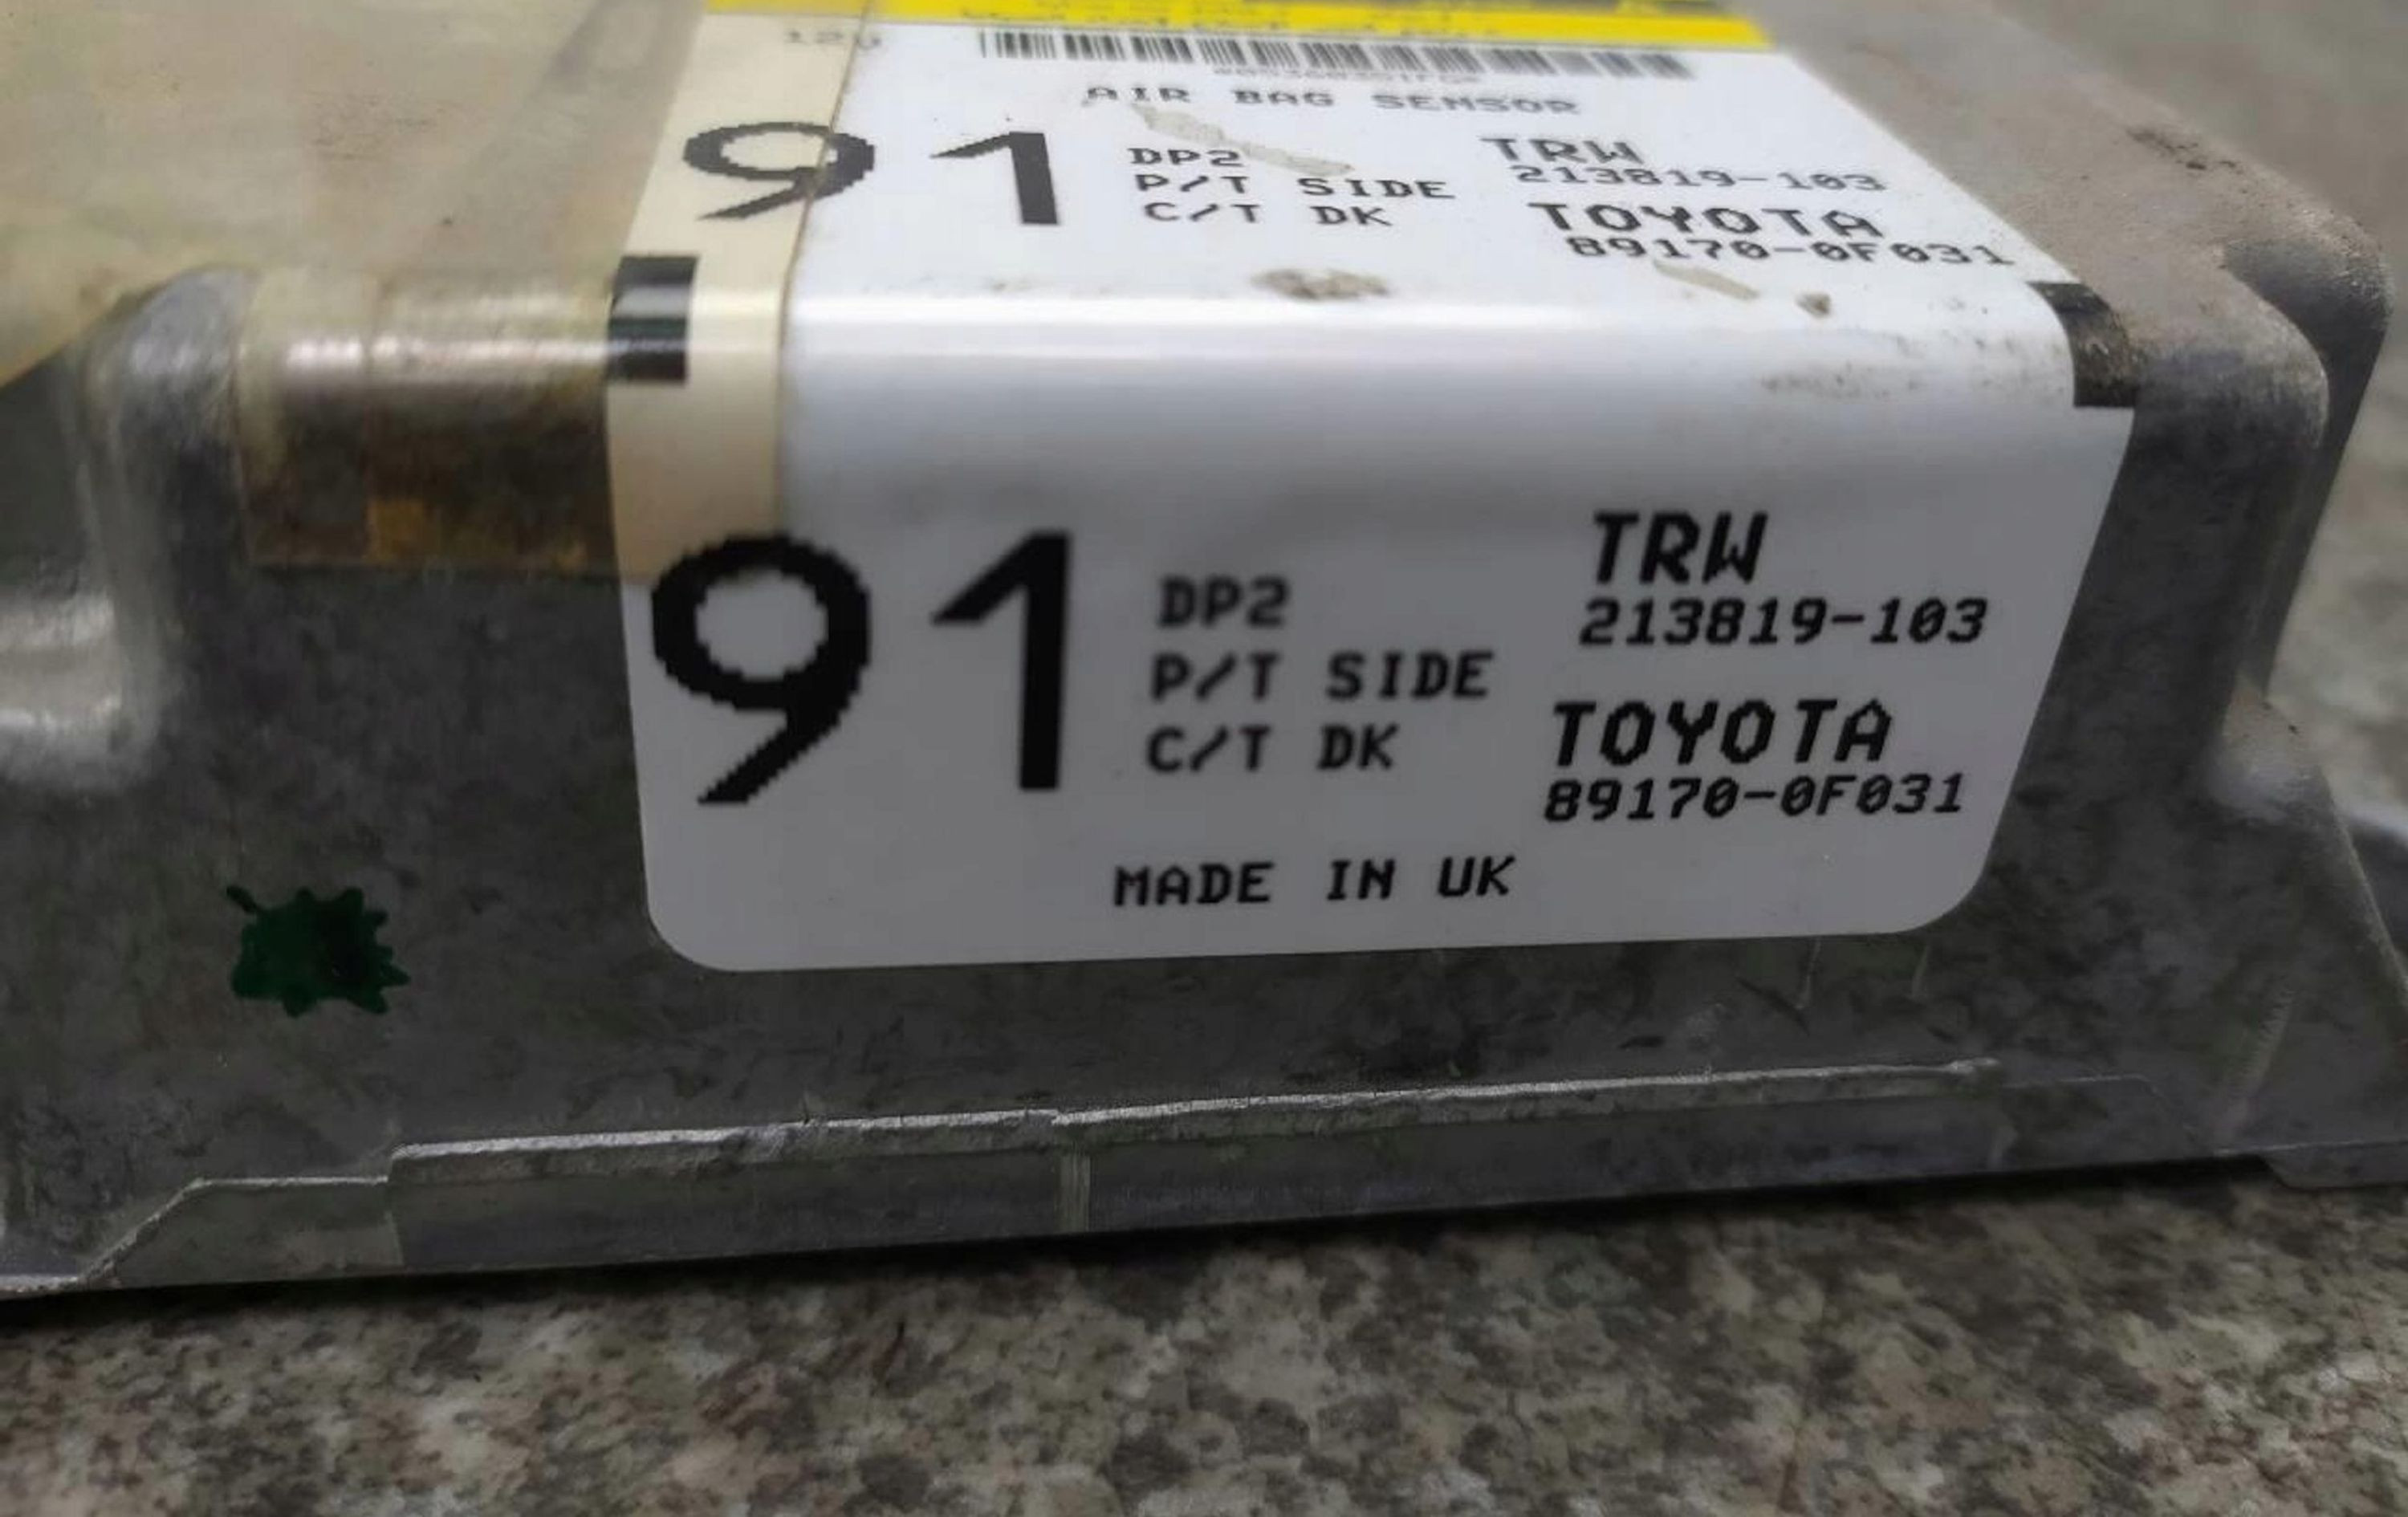 AIR BAG SENSOR
91
DP2
P/T SIDE
C/T DK
TRW
213819-103
TOYOTA
89170-0F031
91
DP2
P/T SIDE
C/T DK
TRW
213819-103
TOYOTA
89170-0F031
MADE IN UK